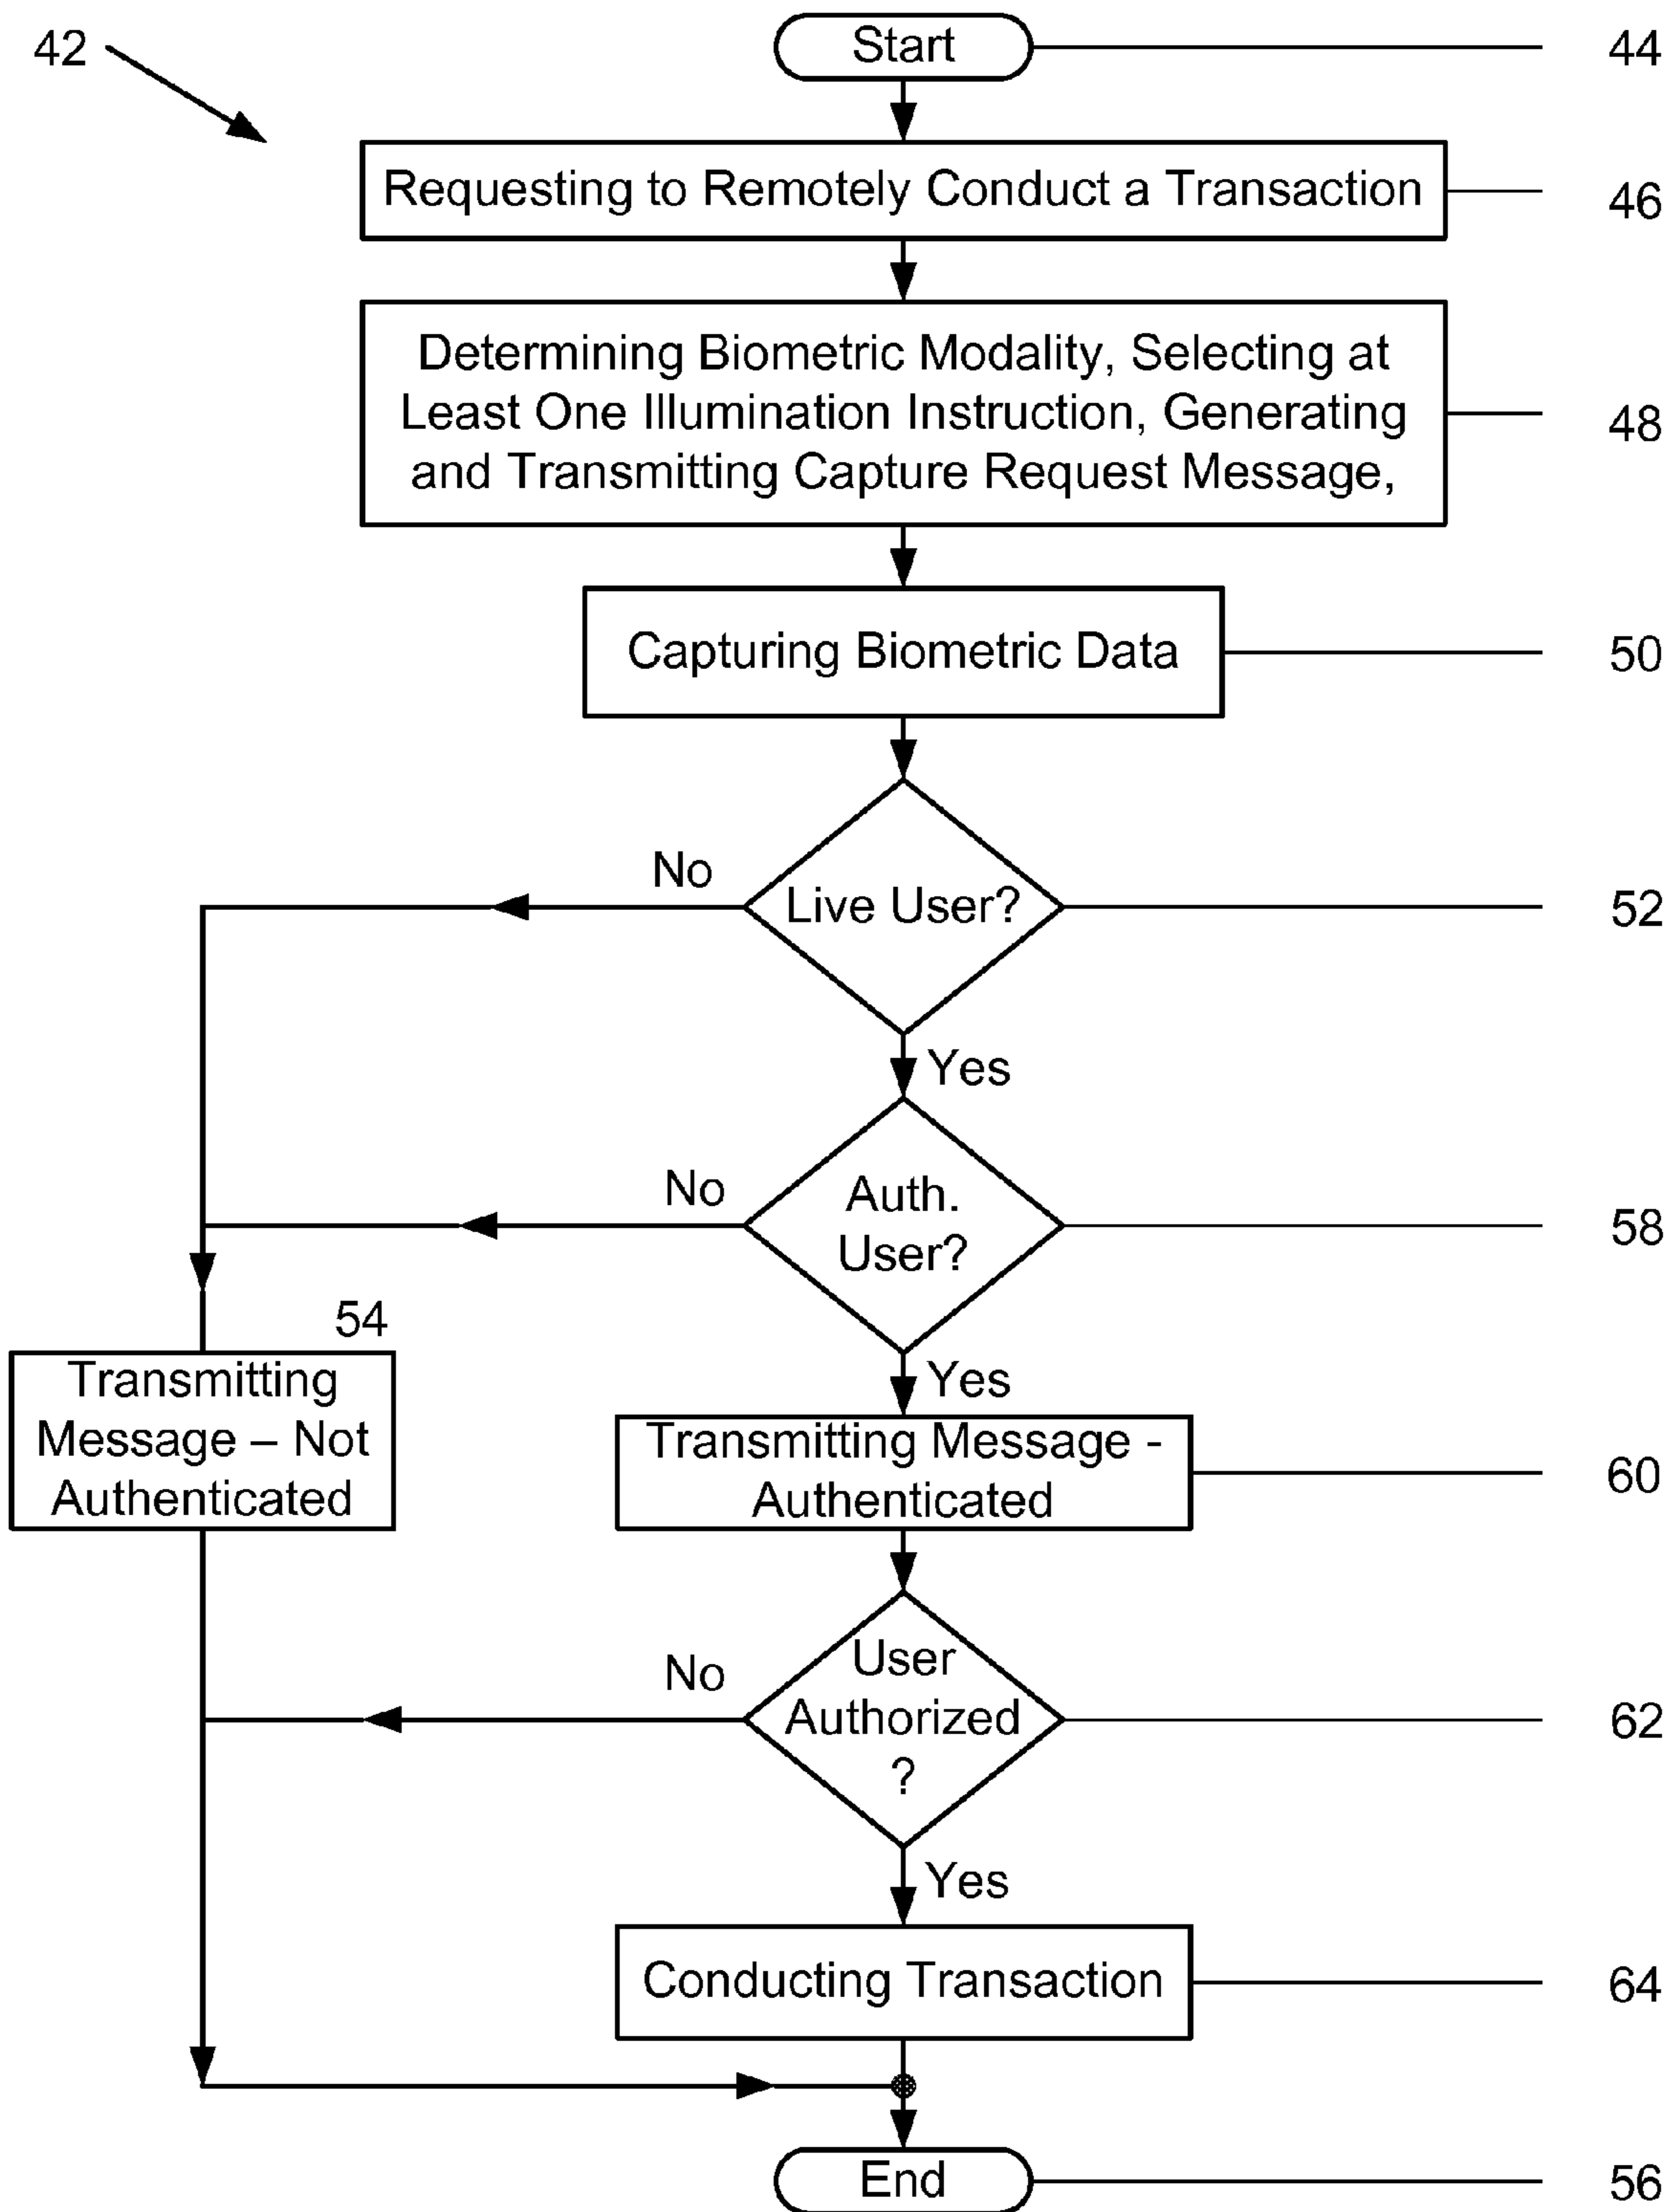 42
Start
44
Requesting to Remotely Conduct a Transaction
46
Determining Biometric Modality, Selecting at
Least One Illumination Instruction, Generating
and Transmitting Capture Request Message,
48
Capturing Biometric Data
50
No
Live User?
52
Yes
No
Auth.
User?
58
54
Transmitting
Message – Not
Authenticated
Yes
Transmitting Message -
Authenticated
60
No
User
Authorized
?
62
Yes
Conducting Transaction
64
End
56